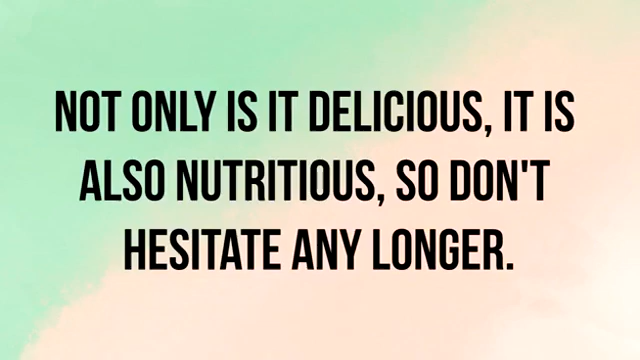 NOT ONLY IS IT DELICIOUS, IT IS
ALSO NUTRITIOUS, SO DON'T
HESITATE ANY LONGER.